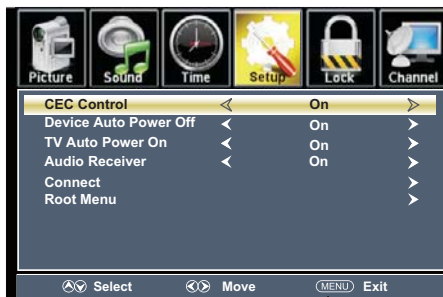 Picture Sound Time Setup Lock Channel
CEC Control On
Device Auto Power Off On
TV Auto Power On On
Audio Receiver On
Connect
Root Menu
Select Move MENU Exit